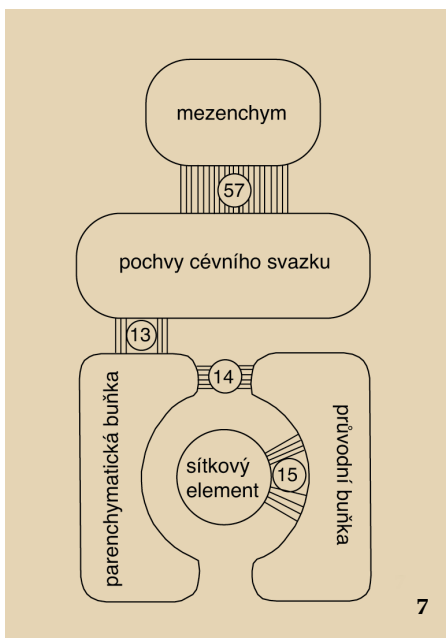 mezenchym
57
pochvy cévního svazku
13
14
parenchymatická buňka
sítkový
element
15
průvodní buňka
7